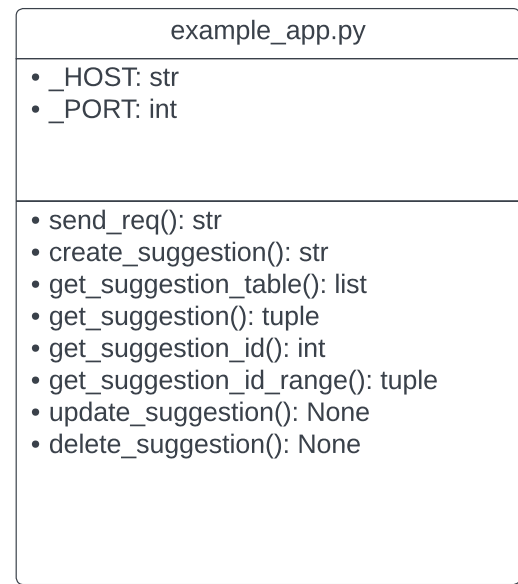 example_app.py
• _HOST: str
• _PORT: int
• send_req(): str
• create_suggestion(): str
• get_suggestion_table(): list
• get_suggestion(): tuple
• get_suggestion_id(): int
• get_suggestion_id_range(): tuple
• update_suggestion(): None
• delete_suggestion(): None